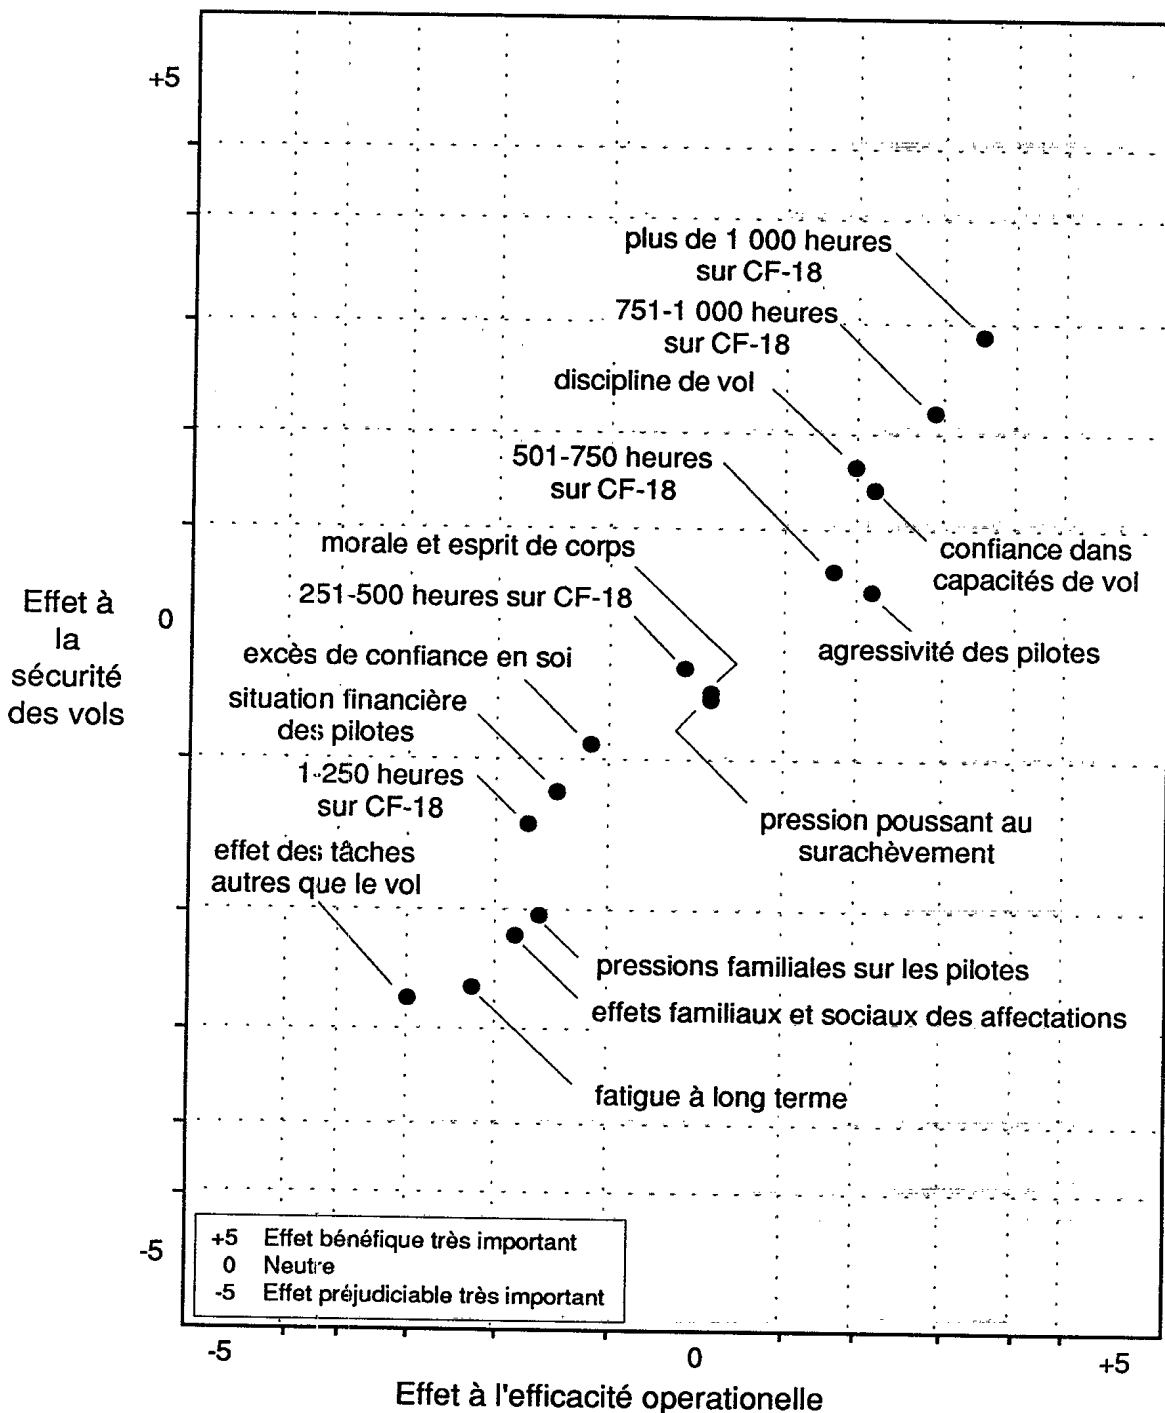 +5
plus de 1 000 heures
sur CF-18
751-1 000 heures
sur CF-18
discipline de vol
501-750 heures
sur CF-18
morale et esprit de corps
confiance dans
capacités de vol
251-500 heures sur CF-18
Effet à
la
sécurité
des vols
0
agressivité des pilotes
excès de confiance en soi
situation financière
des pilotes
1-250 heures
sur CF-18
pression poussant au
surachèvement
effet des tâches
autres que le vol
pressions familiales sur les pilotes
effets familiaux et sociaux des affectations
fatigue à long terme
-5
+5 Effet bénéfique très important
0 Neutre
-5 Effet préjudiciable très important
-5 0 +5
Effet à l'efficacité operationelle